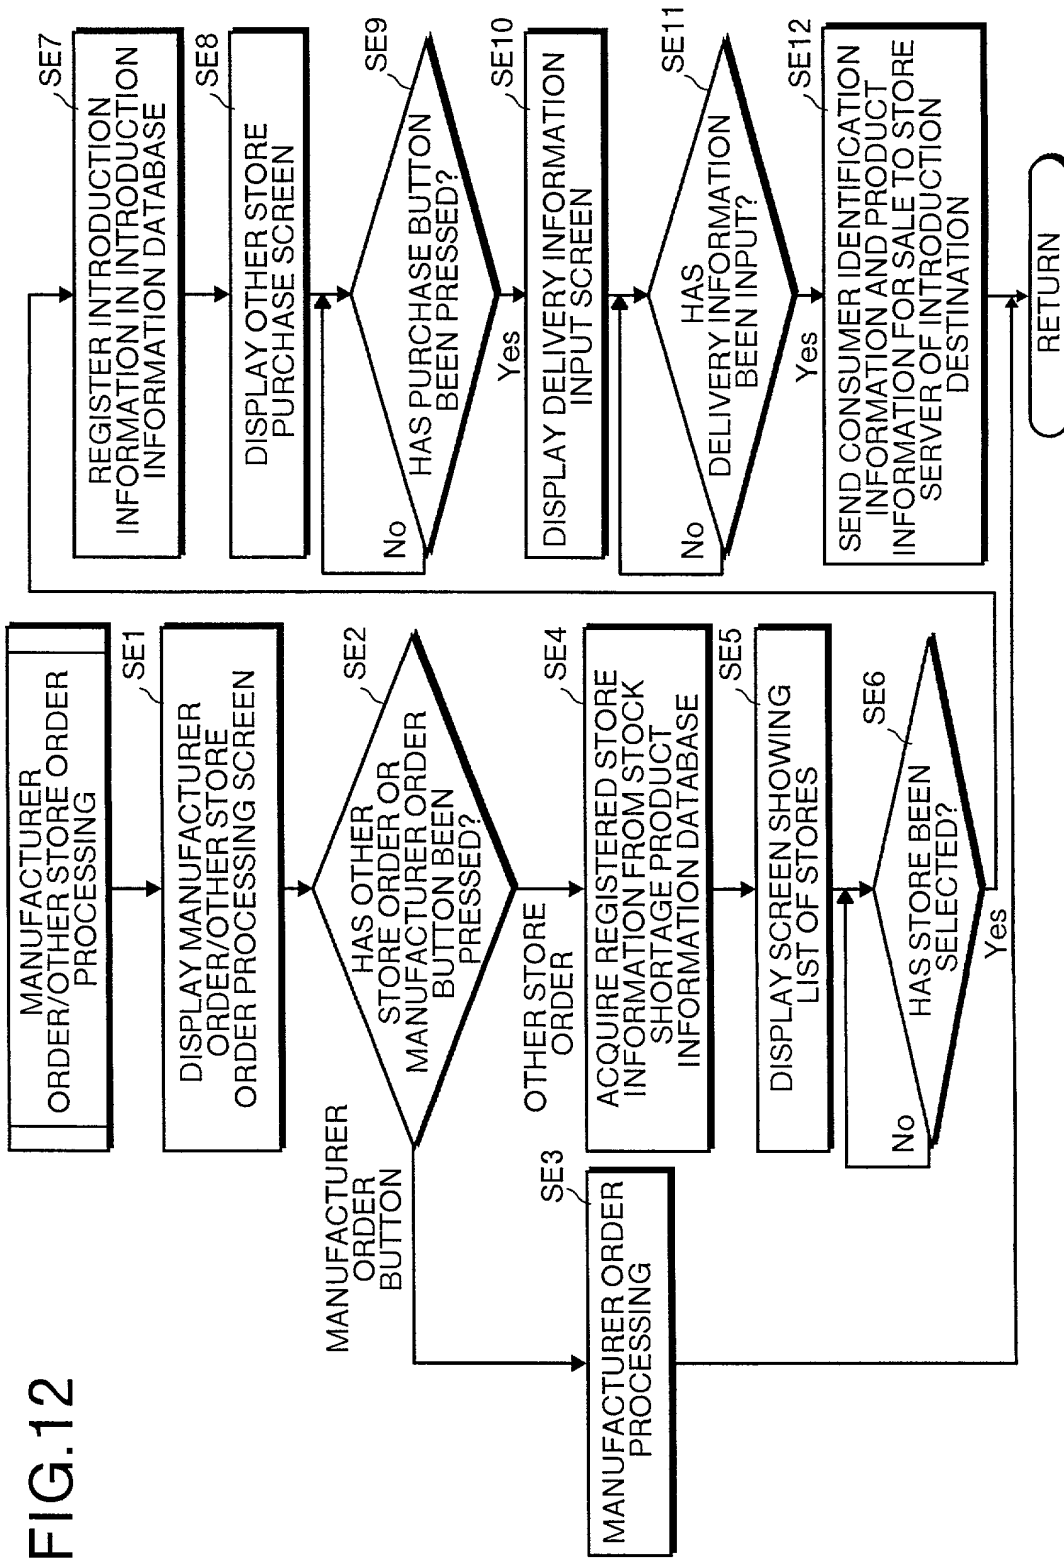 FIG.12
MANUFACTURER
ORDER/OTHER STORE ORDER
PROCESSING
SE1
DISPLAY MANUFACTURER
ORDER/OTHER STORE
ORDER PROCESSING SCREEN
SE2
HAS OTHER
STORE ORDER OR
MANUFACTURER ORDER
BUTTON BEEN
PRESSED?
MANUFACTURER
ORDER
BUTTON
OTHER STORE
ORDER
SE3
MANUFACTURER ORDER
PROCESSING
SE4
ACQUIRE REGISTERED STORE
INFORMATION FROM STOCK
SHORTAGE PRODUCT
INFORMATION DATABASE
SE5
DISPLAY SCREEN SHOWING
LIST OF STORES
SE6
HAS STORE BEEN
SELECTED?
No
Yes
SE7
REGISTER INTRODUCTION
INFORMATION IN INTRODUCTION
INFORMATION DATABASE
SE8
DISPLAY OTHER STORE
PURCHASE SCREEN
SE9
HAS PURCHASE BUTTON
BEEN PRESSED?
No
Yes
SE10
DISPLAY DELIVERY INFORMATION
INPUT SCREEN
SE11
HAS
DELIVERY INFORMATION
BEEN INPUT?
No
Yes
SE12
SEND CONSUMER IDENTIFICATION
INFORMATION AND PRODUCT
INFORMATION FOR SALE TO STORE
SERVER OF INTRODUCTION
DESTINATION
RETURN